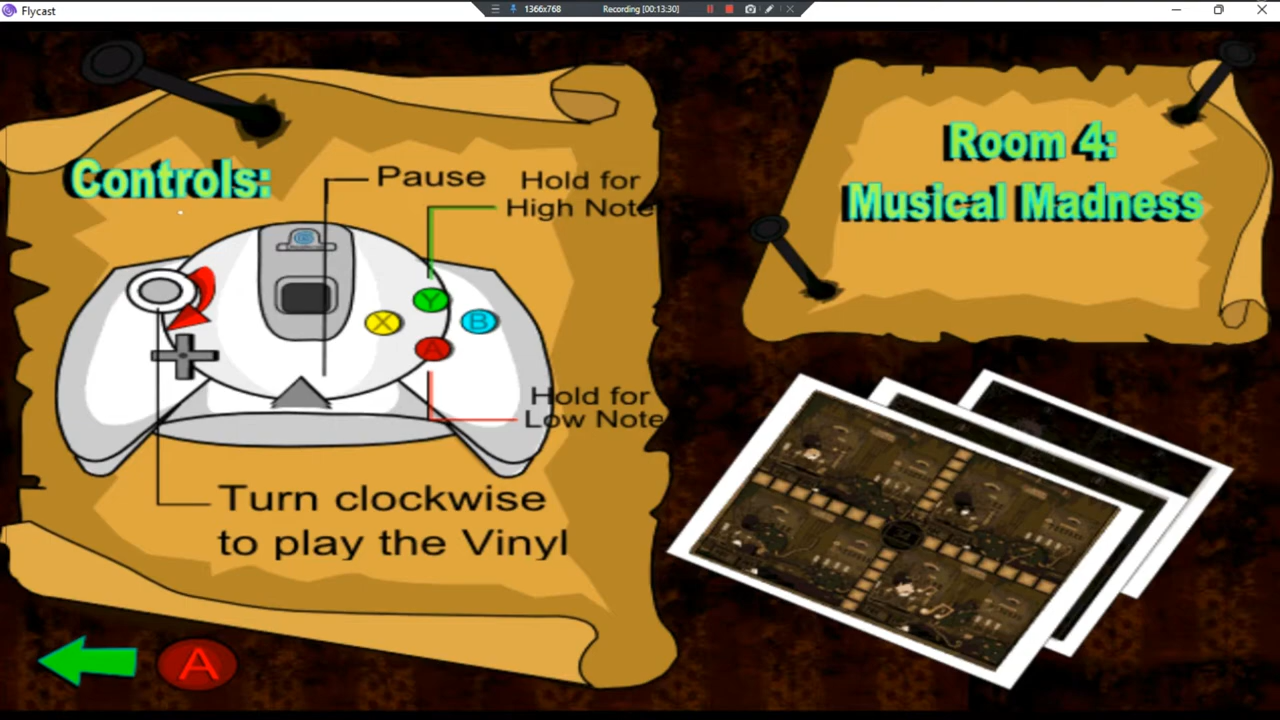 Flycast
1366x768
Recording [00:13:30]
Controls:
Pause
Hold for
High Note
Y
X
B
A
Hold for
Low Note
Turn clockwise
to play the Vinyl
A
Room 4:
Musical Madness